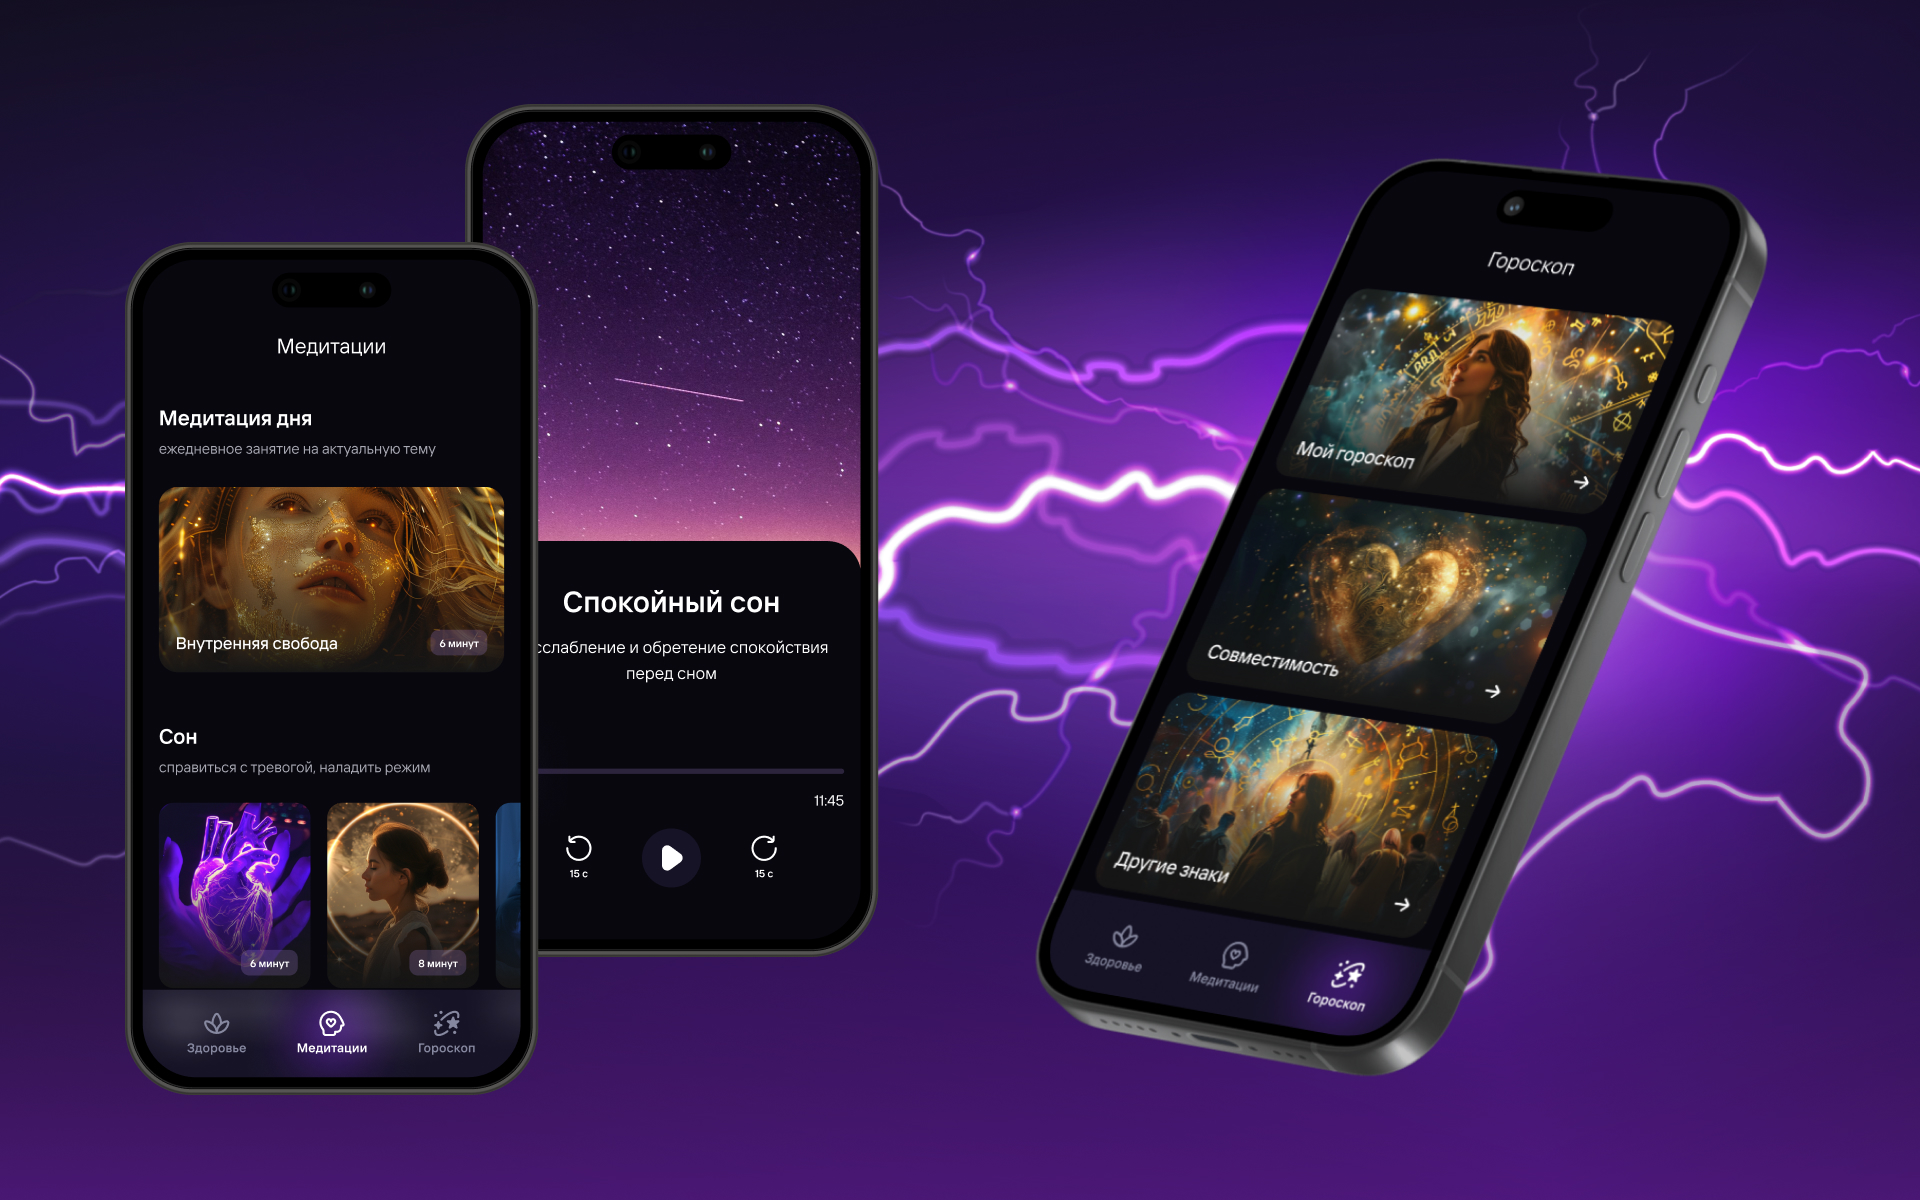 Медитации
Медитация дня
ежедневное занятие на актуальную тему
Внутренняя свобода
6 минут
Сон
справиться с тревогой, наладить режим
6 минут
8 минут
Здоровье
Медитации
Гороскоп
Спокойный сон
сслабление и обретение спокойствия
перед сном
11:45
15 с
15 с
Гороскоп
Мой гороскоп
Совместимость
Другие знаки
Здоровье
Медитации
Гороскоп